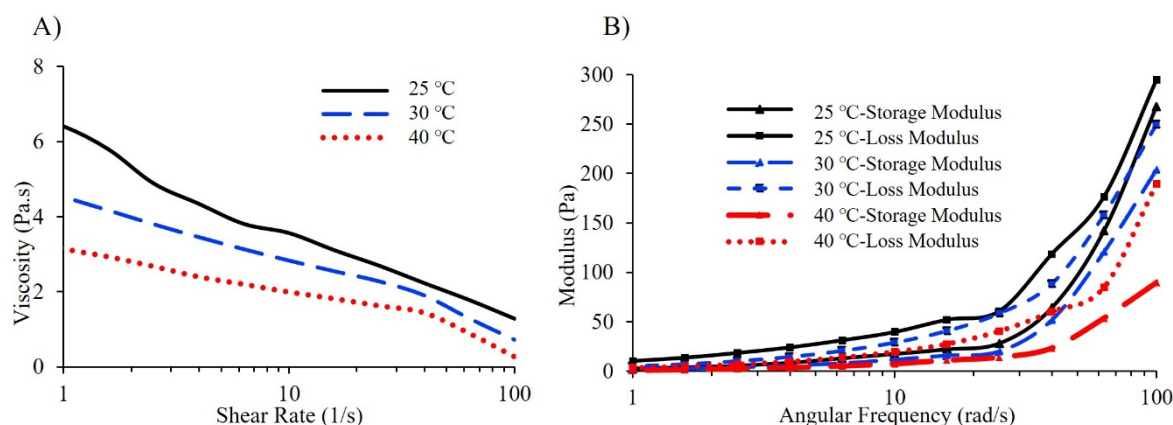 A)
8
6
4
2
0
Viscosity (Pa.s)
25 °C
30 °C
40 °C
1
10
100
Shear Rate (1/s)
B)
300
250
200
150
100
50
0
Modulus (Pa)
25 °C-Storage Modulus
25 °C-Loss Modulus
30 °C-Storage Modulus
30 °C-Loss Modulus
40 °C-Storage Modulus
40 °C-Loss Modulus
1
10
100
Angular Frequency (rad/s)